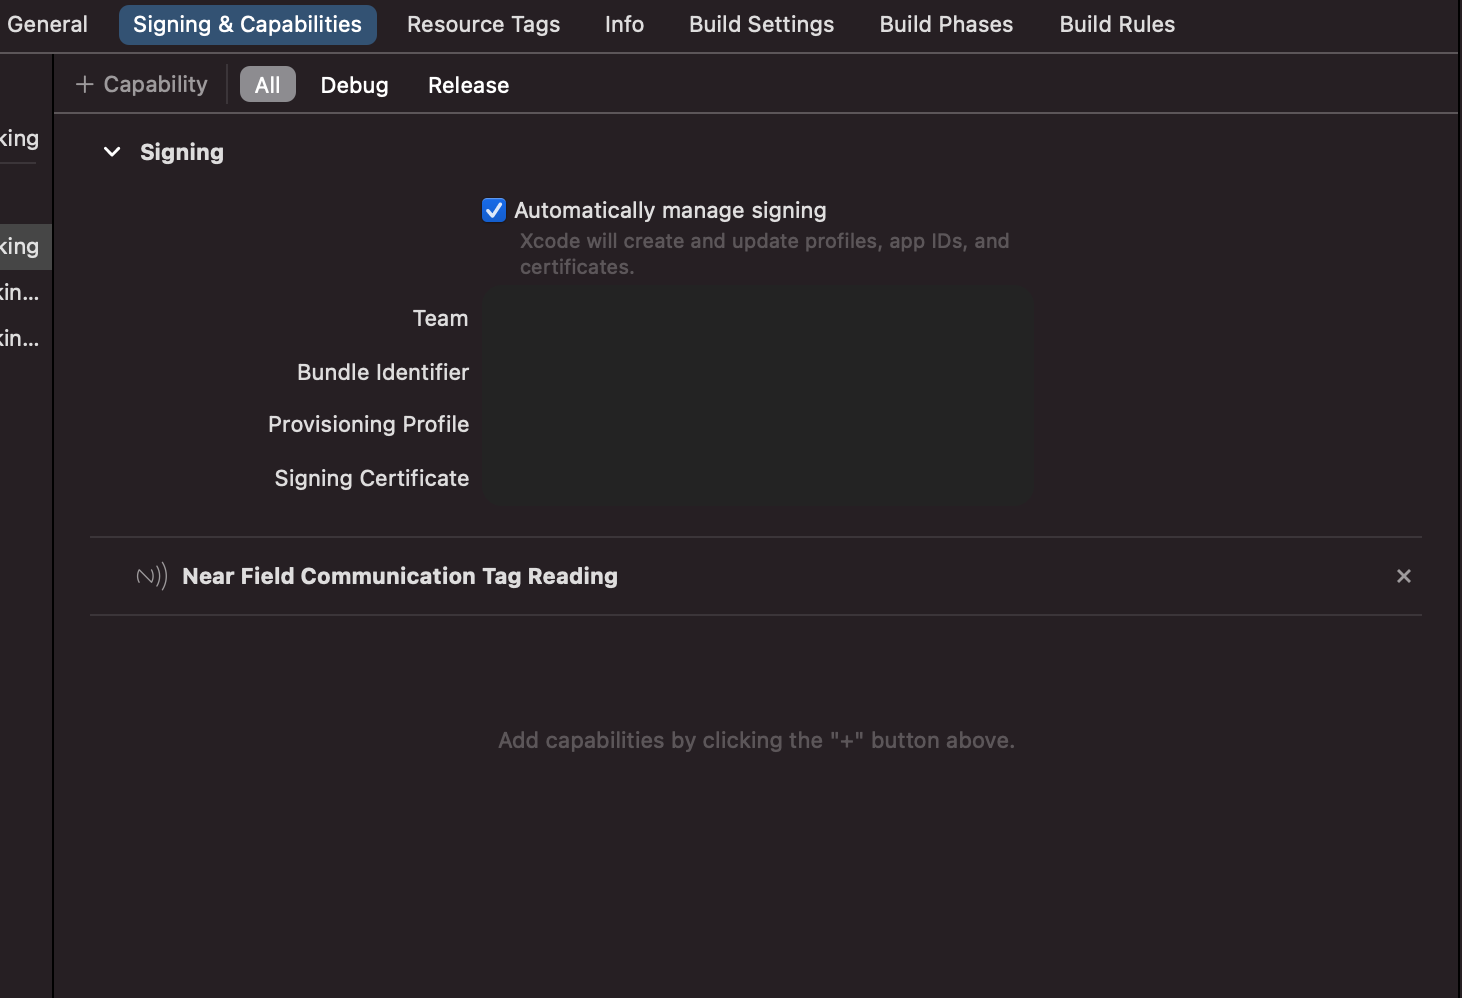 General Signing & Capabilities Resource Tags Info Build Settings Build Phases Build Rules
+ Capability All Debug Release
king
Signing
Automatically manage signing
Xcode will create and update profiles, app IDs, and
certificates.
king
kin...
kin...
Team
Bundle Identifier
Provisioning Profile
Signing Certificate
Near Field Communication Tag Reading
Add capabilities by clicking the "+" button above.